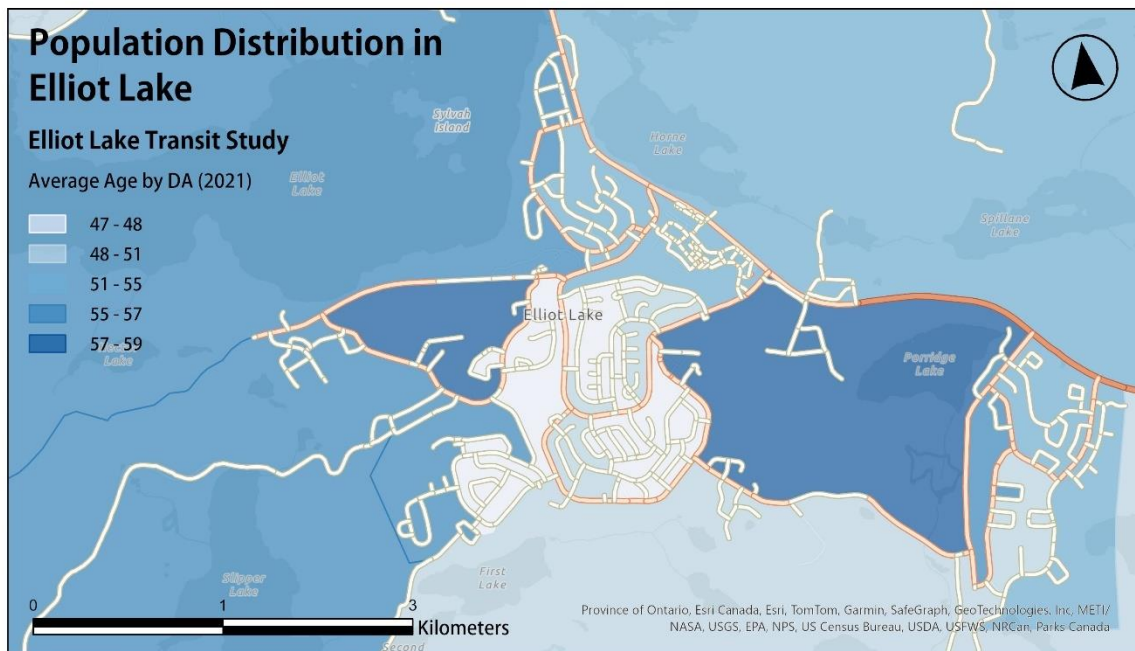 Population Distribution in
Elliot Lake
Elliot Lake Transit Study
Average Age by DA (2021)
47 - 48
48 - 51
51 - 55
55 - 57
57 - 59
Sylvah
Island
Horne
Lake
Elliot
Lake
Spillane
Lake
Elliot Lake
Lake
Porridge
Lake
Slipper
Lake
First
Lake
Second
0
1
3
Kilometers
Province of Ontario, Esri Canada, Esri, TomTom, Garmin, SafeGraph, GeoTechnologies, Inc, METI/
NASA, USGS, EPA, NPS, US Census Bureau, USDA, USFWS, NRCan, Parks Canada